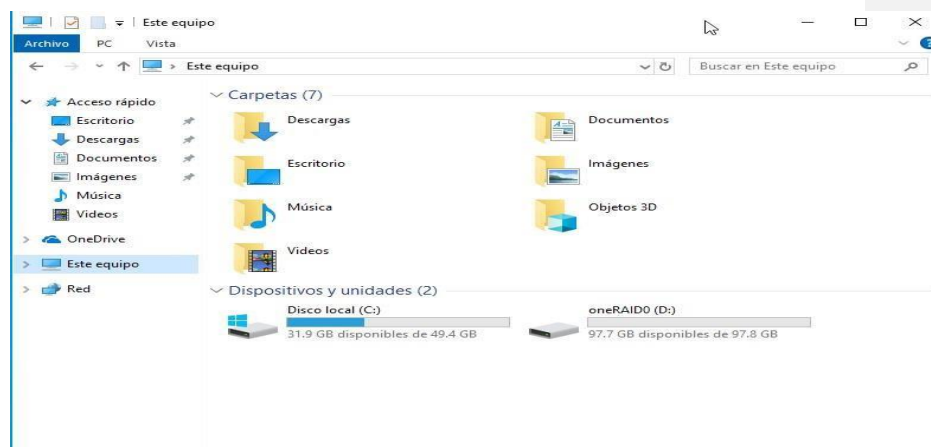 Este equipo
Archivo PC Vista
Este equipo Buscar en Este equipo
Acceso rápido
Escritorio
Descargas
Documentos
Imágenes
Música
Videos
OneDrive
Este equipo
Red
Carpetas (7)
Descargas Documentos
Escritorio Imágenes
Música Objetos 3D
Videos
Dispositivos y unidades (2)
Disco local (C:) oneRAID0 (D:)
31.9 GB disponibles de 49.4 GB 97.7 GB disponibles de 97.8 GB